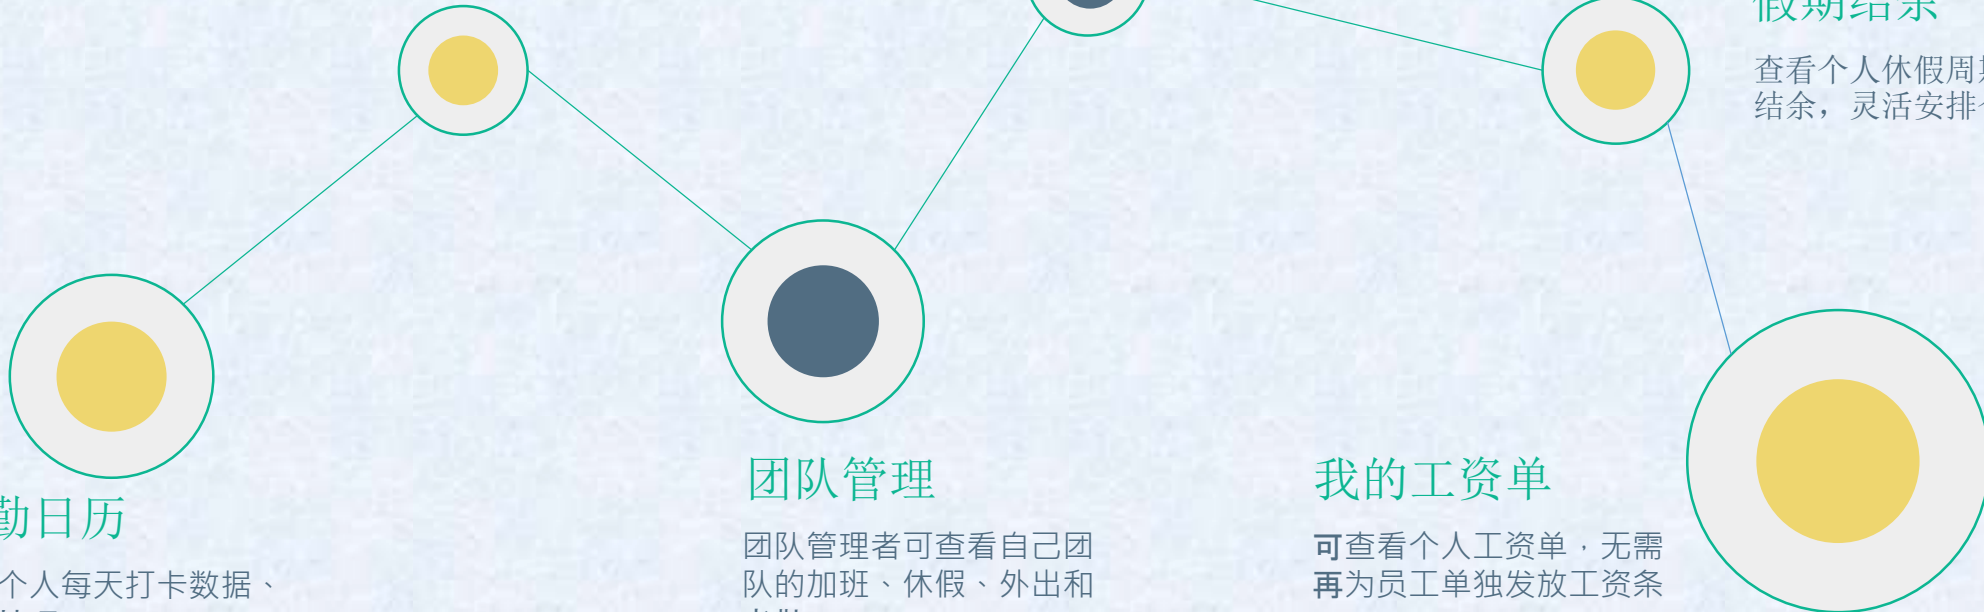 假期结余
查看个人休假周
结余，灵活安排
团队管理
团队管理者可查看自己团
队的加班、休假、外出和
我的工资单
可查看个人工资单，无需
再为员工单独发放工资条
勤日历
个人每天打卡数据、